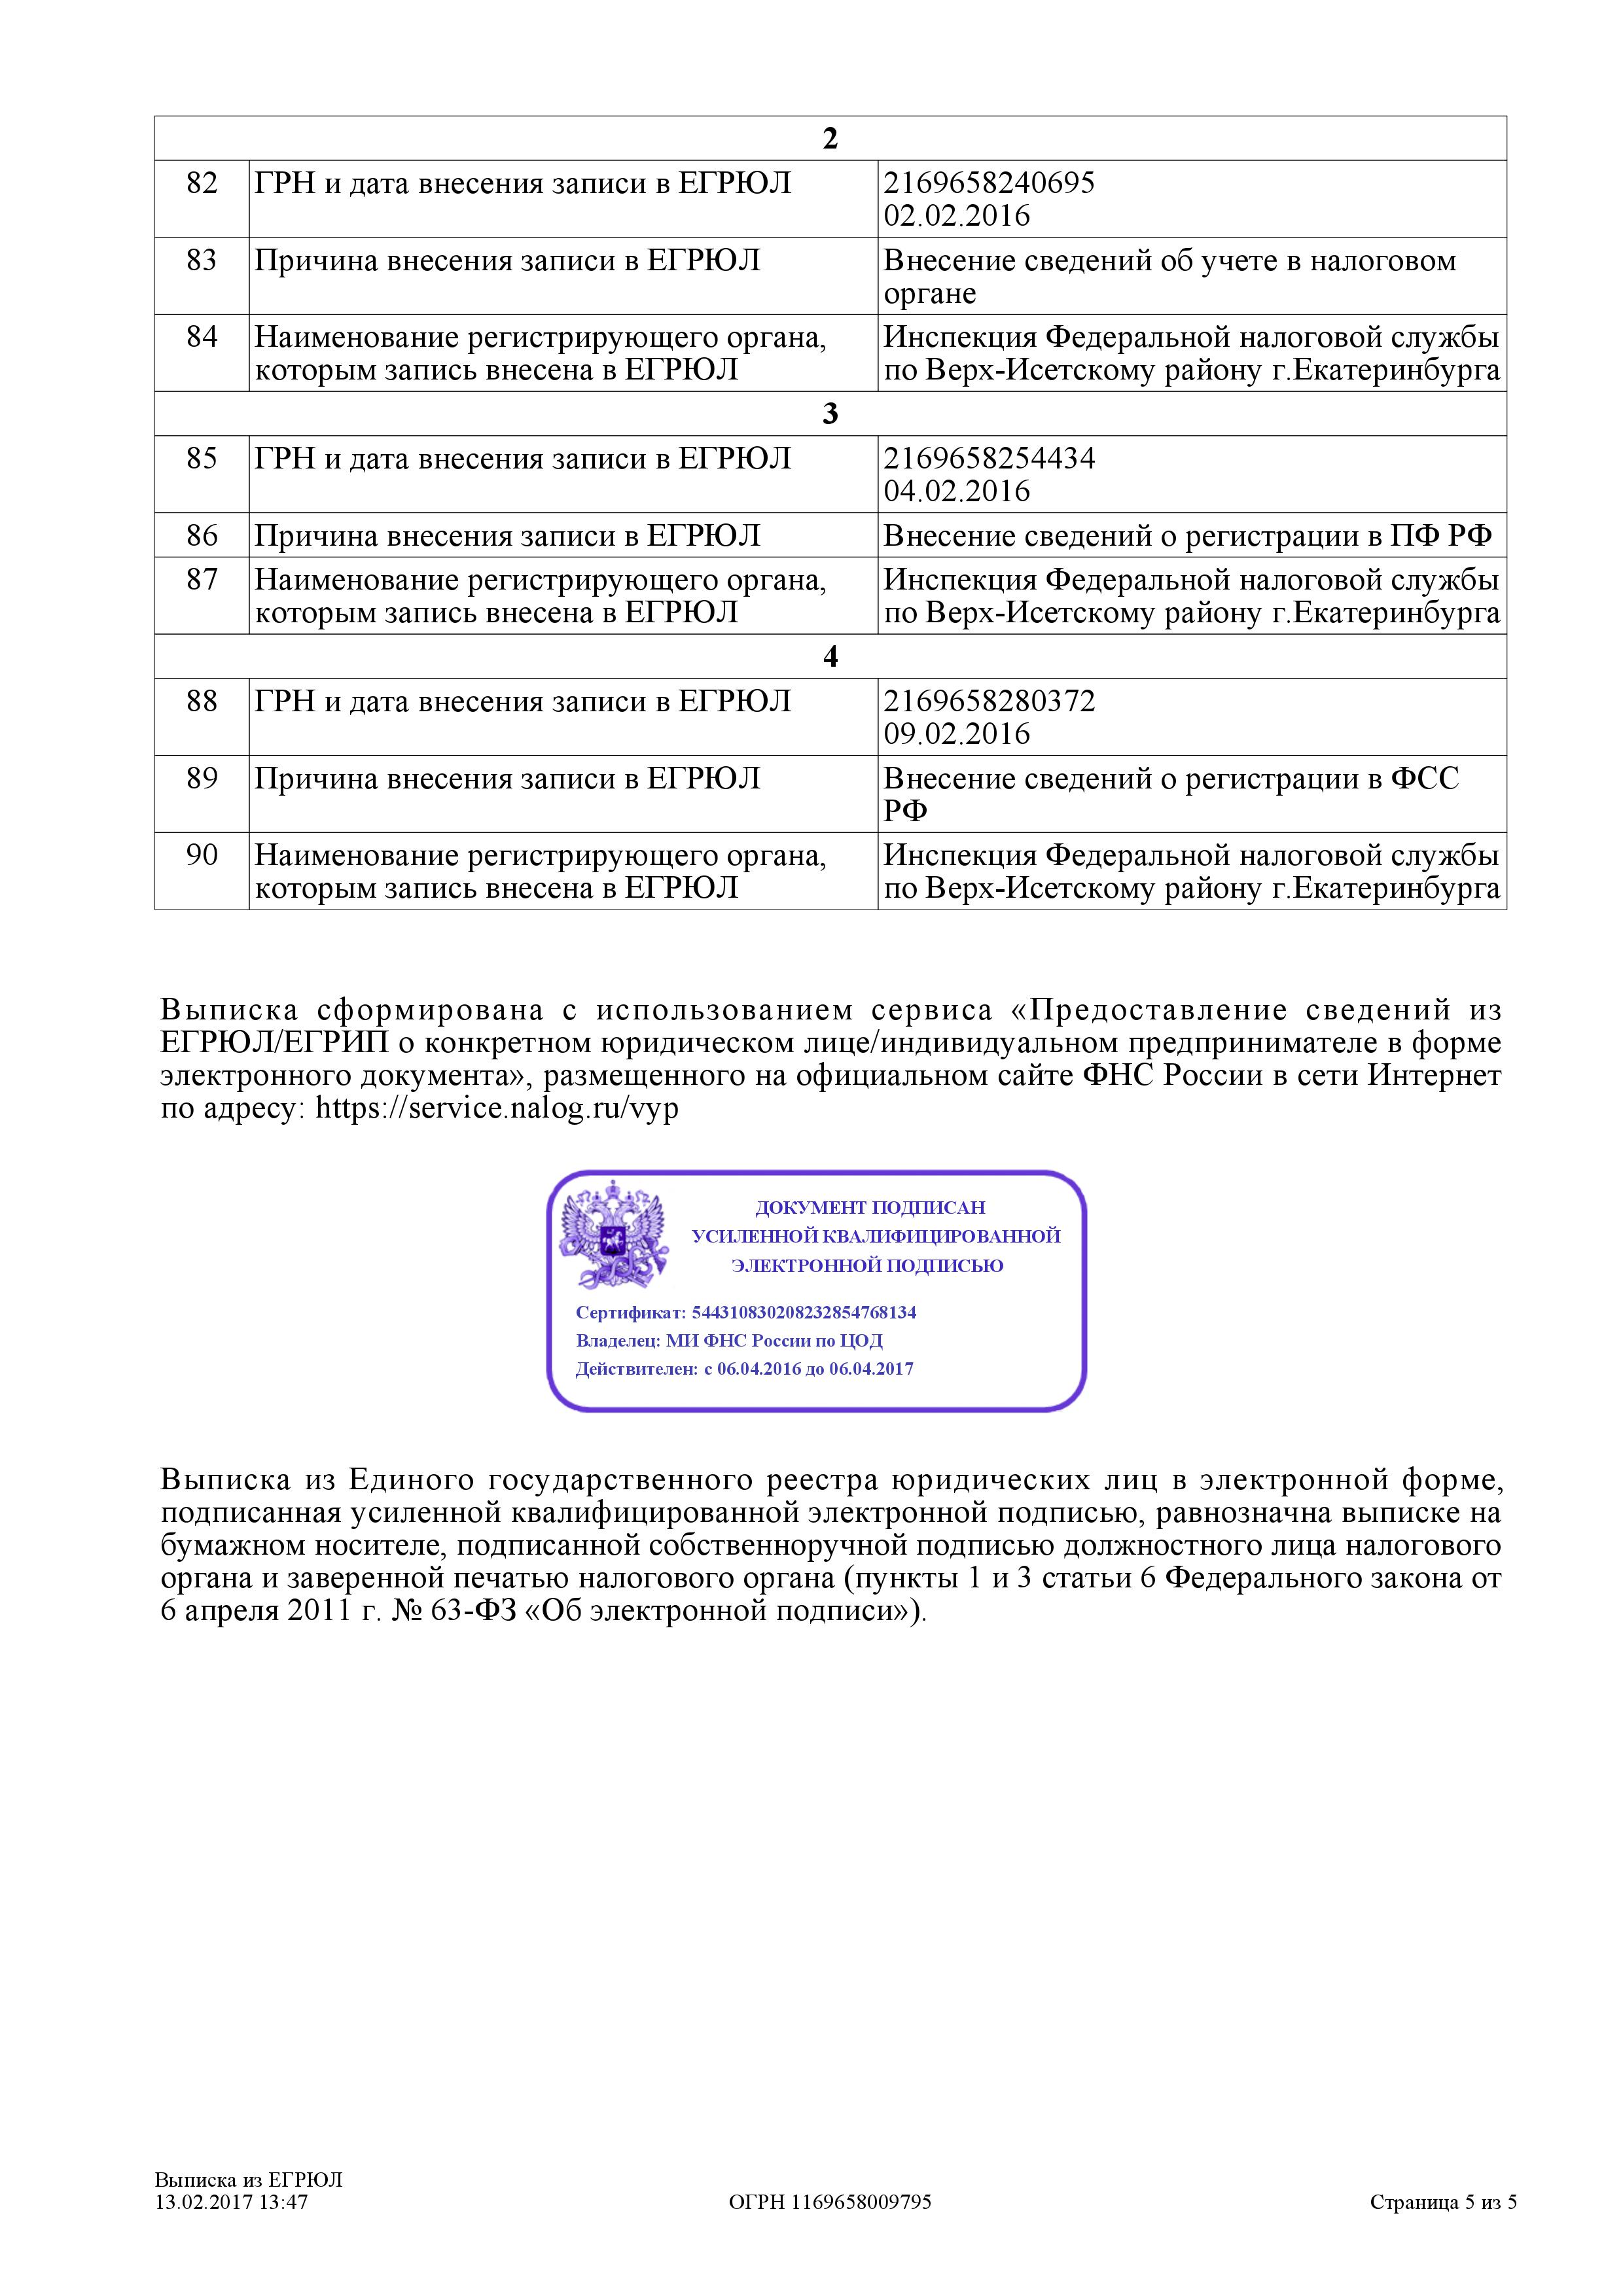 2
82 ГРН и дата внесения записи в ЕГРЮЛ 2169658240695
02.02.2016
83 Причина внесения записи в ЕГРЮЛ Внесение сведений об учете в налоговом
органе
84 Наименование регистрирующего органа, Инспекция Федеральной налоговой службы
которым запись внесена в ЕГРЮЛ по Верх-Исетскому району г.Екатеринбурга
3
85 ГРН и дата внесения записи в ЕГРЮЛ 2169658254434
04.02.2016
86 Причина внесения записи в ЕГРЮЛ Внесение сведений о регистрации в ПФ РФ
87 Наименование регистрирующего органа, Инспекция Федеральной налоговой службы
которым запись внесена в ЕГРЮЛ по Верх-Исетскому району г.Екатеринбурга
4
88 ГРН и дата внесения записи в ЕГРЮЛ 2169658280372
09.02.2016
89 Причина внесения записи в ЕГРЮЛ Внесение сведений о регистрации в ФСС
РФ
90 Наименование регистрирующего органа, Инспекция Федеральной налоговой службы
которым запись внесена в ЕГРЮЛ по Верх-Исетскому району г.Екатеринбурга
Выписка сформирована с использованием сервиса «Предоставление сведений из
ЕГРЮЛ/ЕГРИП о конкретном юридическом лице/индивидуальном предпринимателе в форме
электронного документа», размещенного на официальном сайте ФНС России в сети Интернет
по адресу: https://service.nalog.ru/vyp
ДОКУМЕНТ ПОДПИСАН
УСИЛЕННОЙ КВАЛИФИЦИРОВАННОЙ
ЭЛЕКТРОННОЙ ПОДПИСЬЮ
Сертификат: 544310830208232854768134
Владелец: МИ ФНС России по ЦОД
Действителен: с 06.04.2016 до 06.04.2017
Выписка из Единого государственного реестра юридических лиц в электронной форме,
подписанная усиленной квалифицированной электронной подписью, равнозначна выписке на
бумажном носителе, подписанной собственноручной подписью должностного лица налогового
органа и заверенной печатью налогового органа (пункты 1 и 3 статьи 6 Федерального закона от
6 апреля 2011 г. № 63-ФЗ «Об электронной подписи»).
Выписка из ЕГРЮЛ
13.02.2017 13:47 ОГРН 1169658009795 Страница 5 из 5